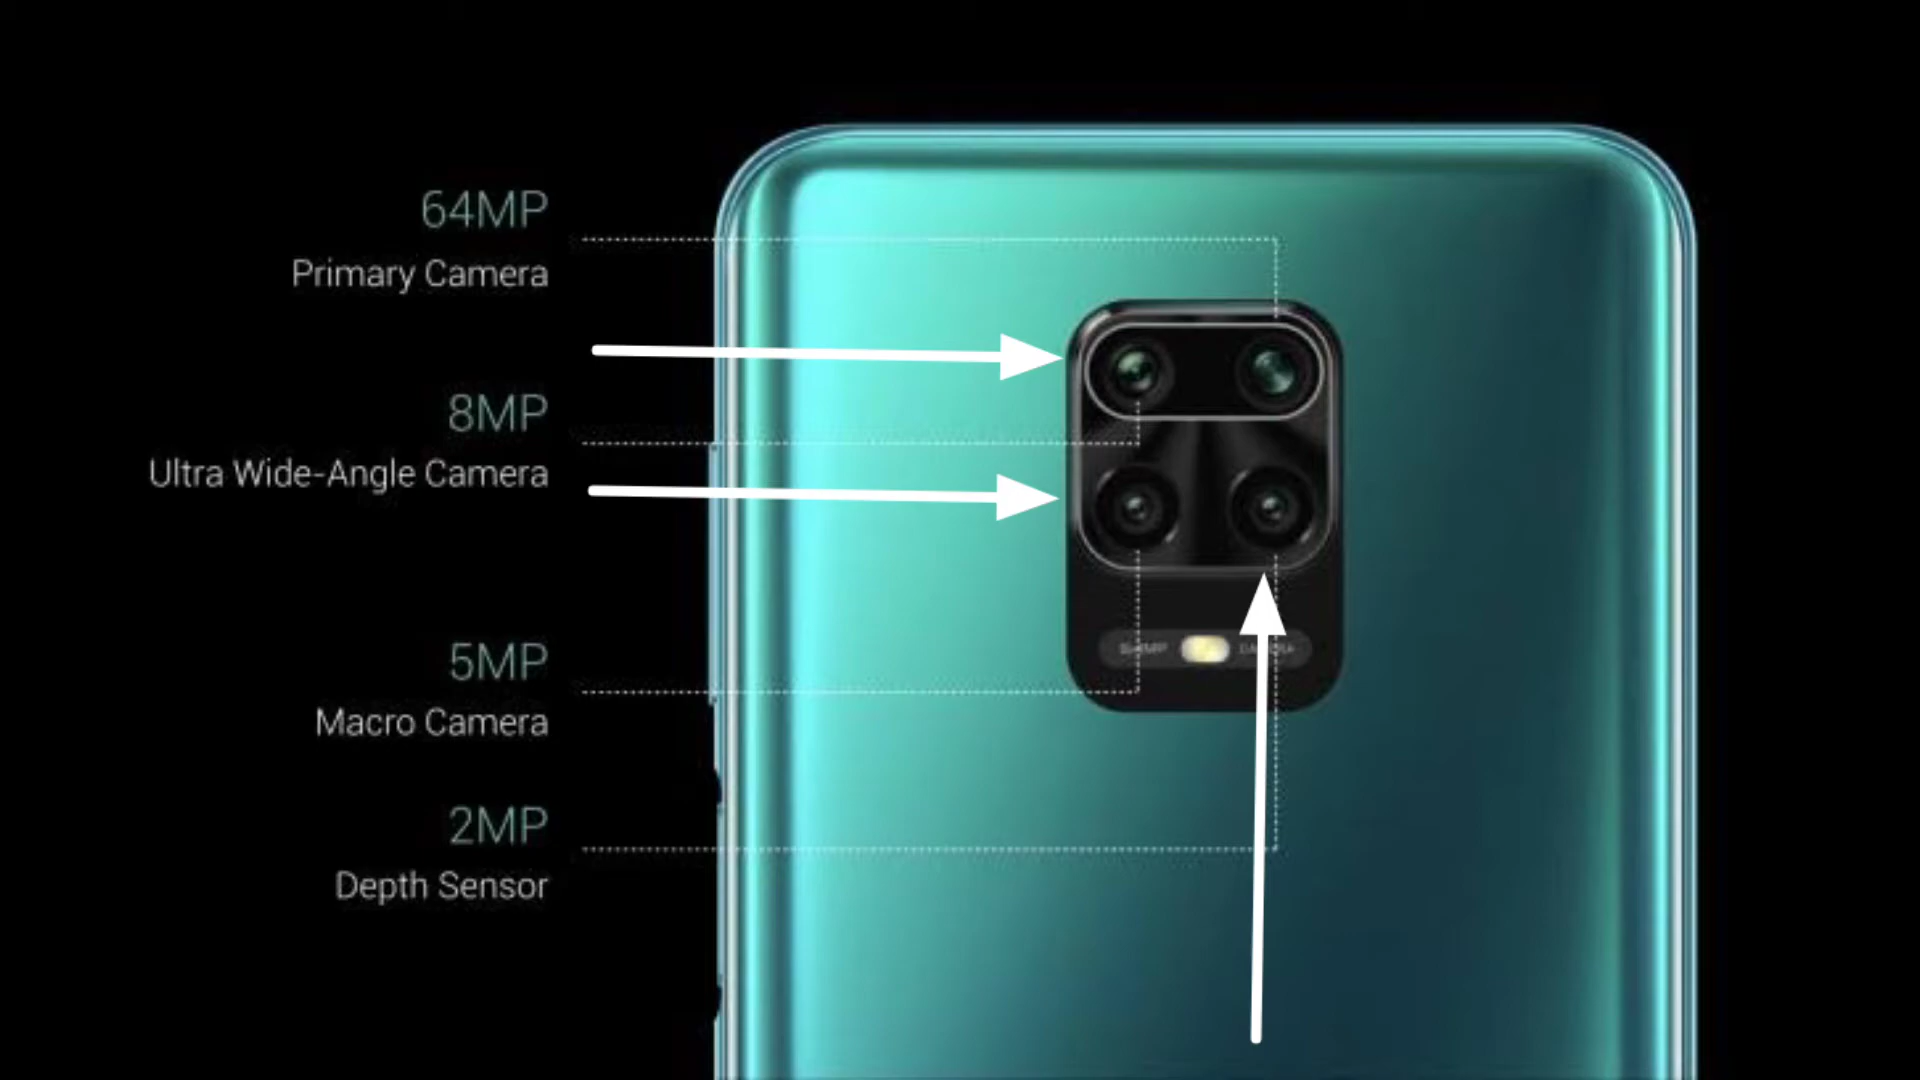 64MP
Primary Camera
8MP
Ultra Wide-Angle Camera
5MP
Macro Camera
2MP
Depth Sensor